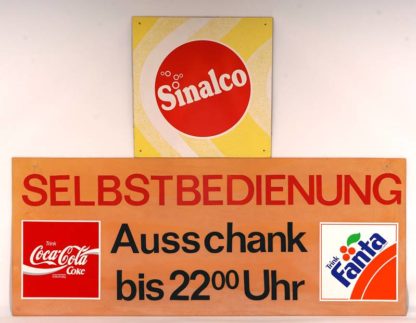 Sinalco
SELBSTBEDIENUNG
Trink
Coca-Cola
Coke
Ausschank
bis 22⁰⁰ Uhr
Trink
Fanta